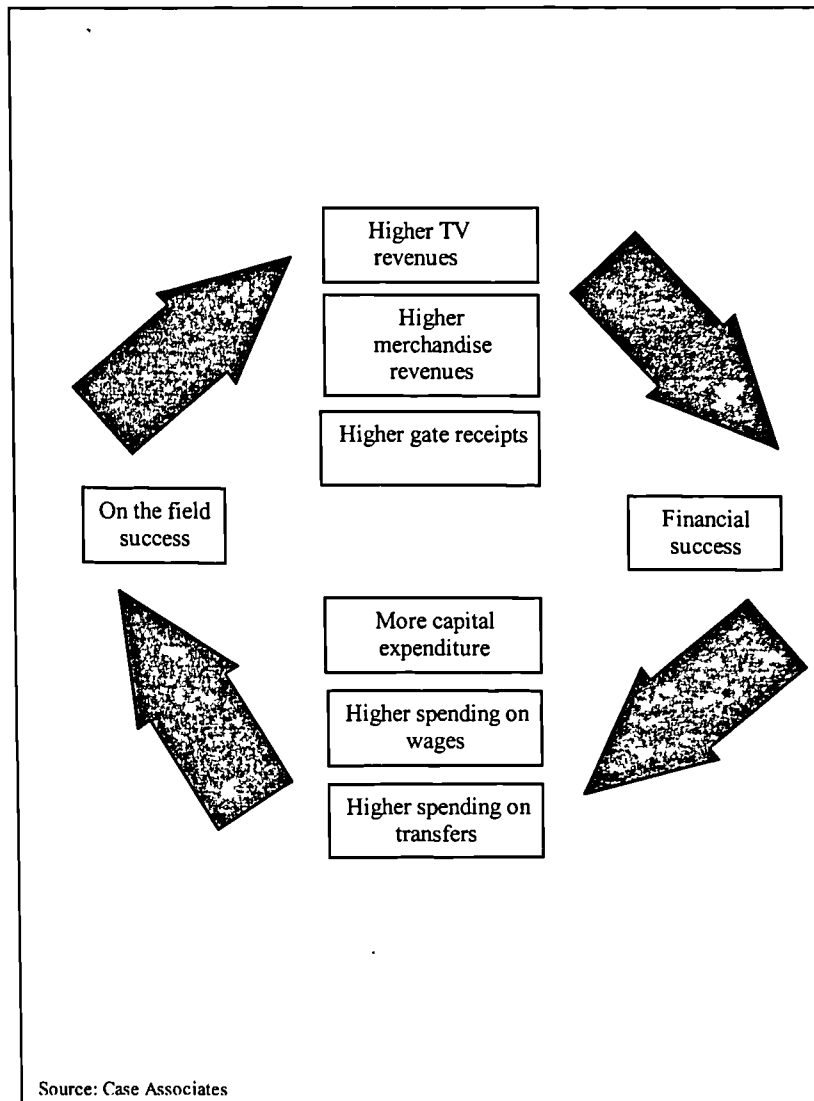 Higher TV
revenues
Higher
merchandise
revenues
Higher gate receipts
On the field
success
Financial
success
More capital
expenditure
Higher spending on
wages
Higher spending on
transfers
Source: Case Associates